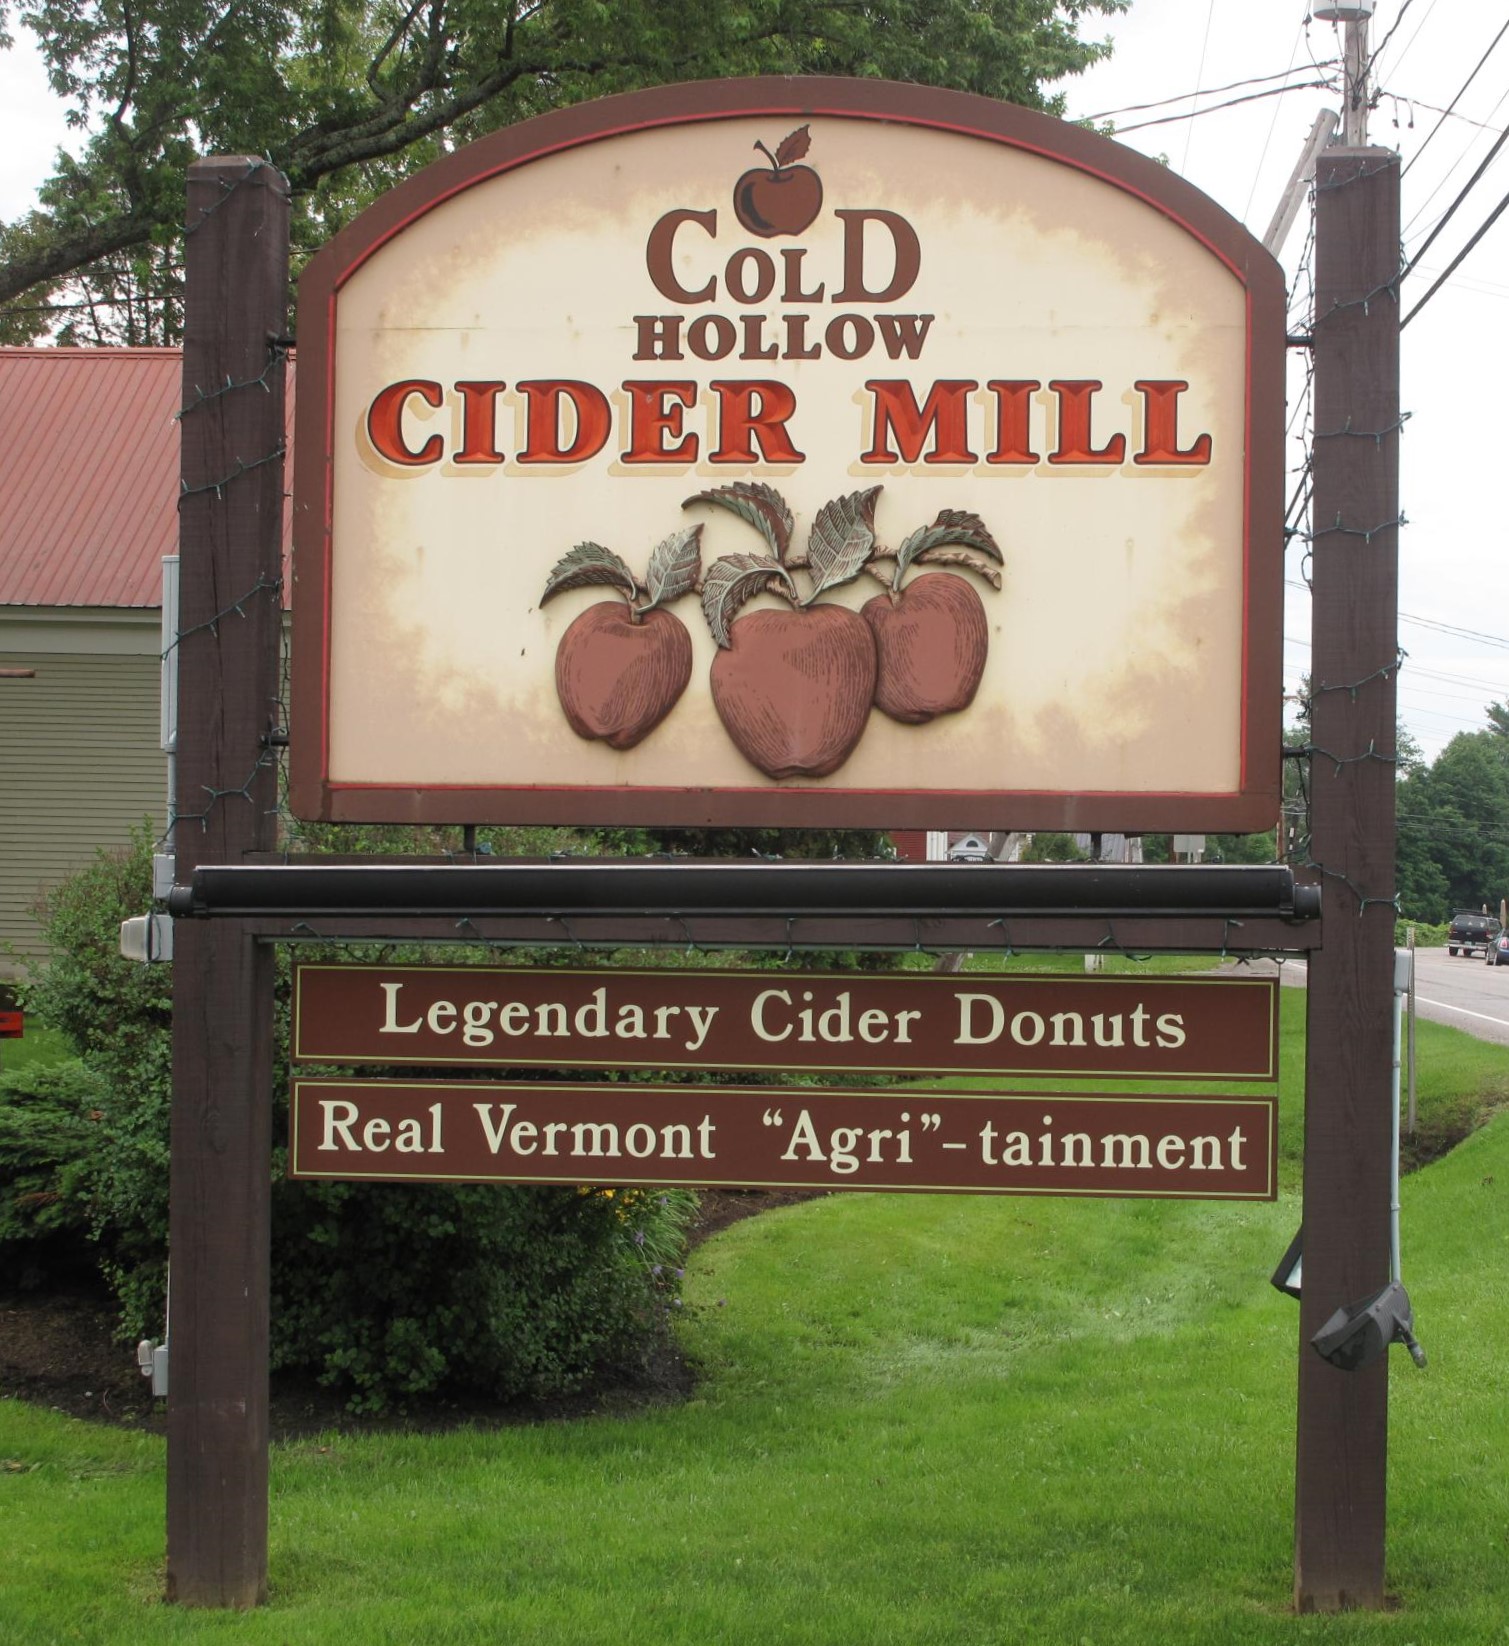 COLD
HOLLOW
CIDER MILL
Legendary Cider Donuts
Real Vermont “Agri”-tainment